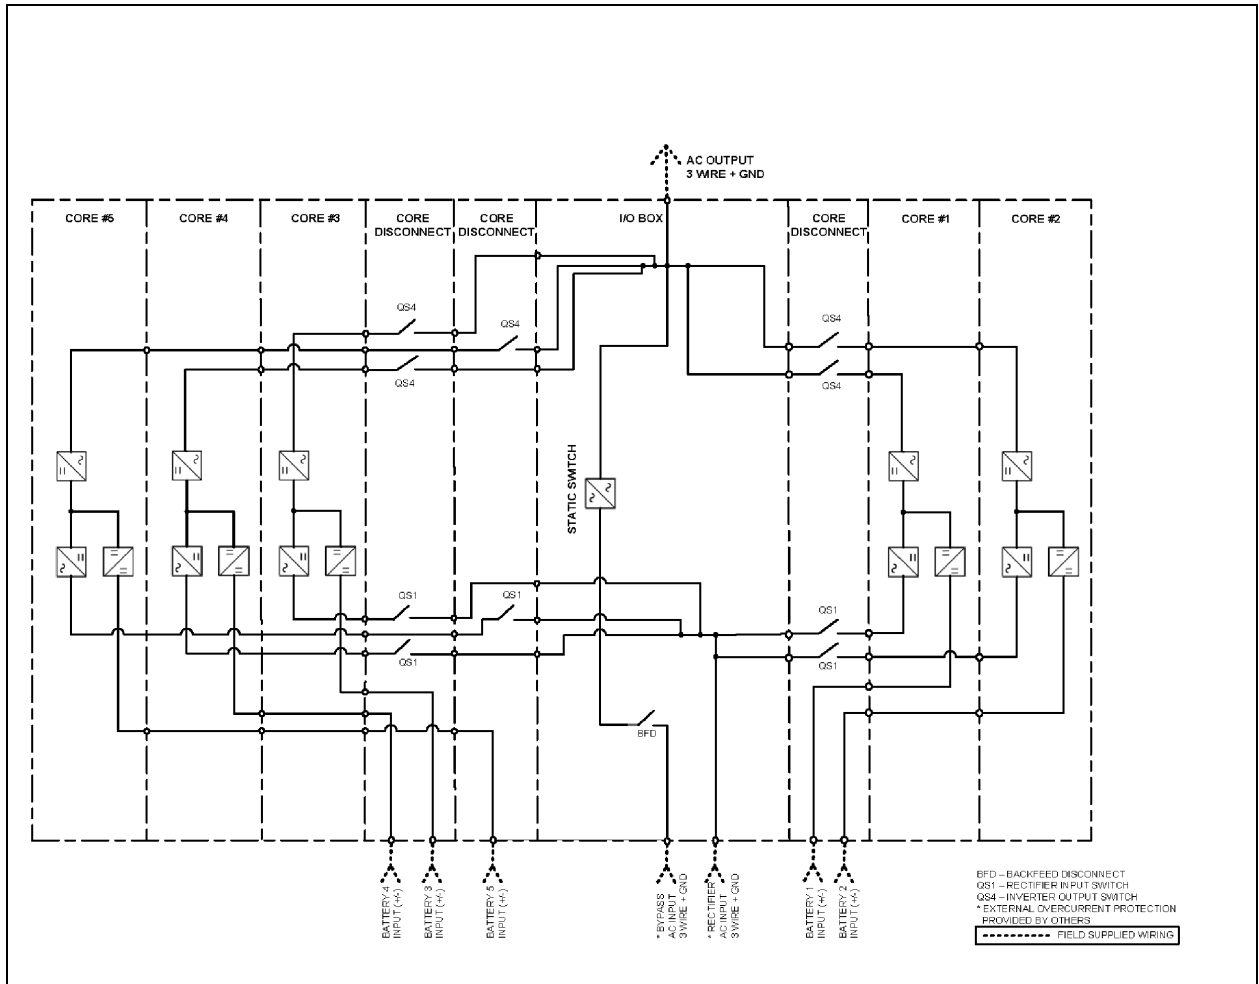 AC OUTPUT
3 WIRE + GND
CORE #5
CORE #4
CORE #3
CORE
DISCONNECT
CORE
DISCONNECT
I/O BOX
CORE
DISCONNECT
CORE #1
CORE #2
QS4
QS4
QS4
QS4
QS4
STATIC SWITCH
QS1
QS1
QS1
QS1
QS1
BFD
BATTERY 4
INPUT (+/-)
BATTERY 3
INPUT (+/-)
BATTERY 5
INPUT (+/-)
* BYPASS
AC INPUT
3 WIRE + GND
* RECTIFIER
AC INPUT
3 WIRE + GND
BATTERY 1
INPUT (+/-)
BATTERY 2
INPUT (+/-)
BFD – BACKFEED DISCONNECT
QS1 – RECTIFIER INPUT SWITCH
QS4 – INVERTER OUTPUT SWITCH
* EXTERNAL OVERCURRENT PROTECTION
PROVIDED BY OTHERS
FIELD SUPPLIED WIRING